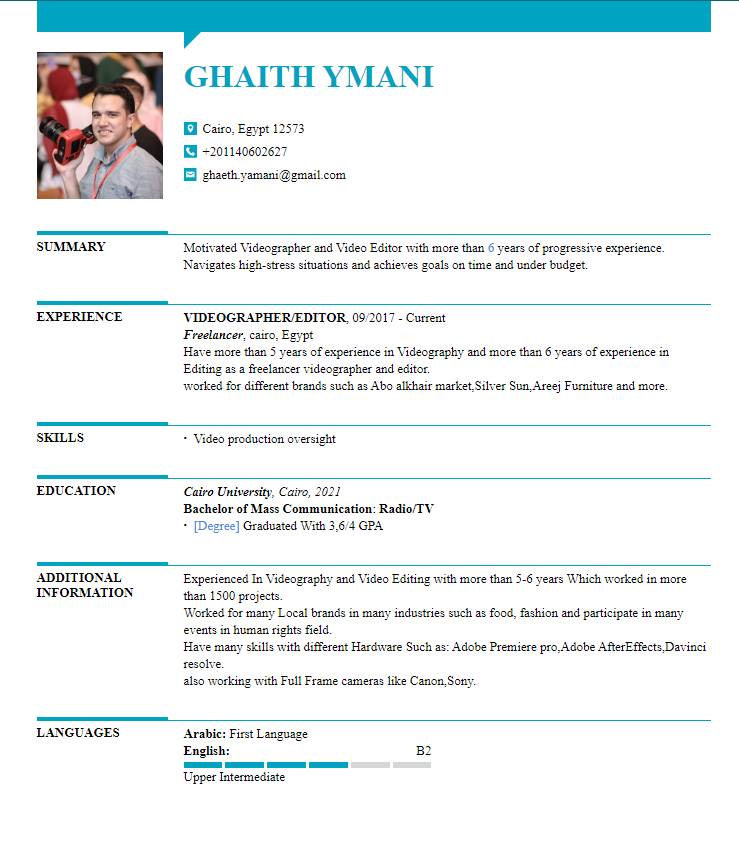 GHAITH YMANI
Cairo, Egypt 12573
+201140602627
ghaeth.yamani@gmail.com
SUMMARY
Motivated Videographer and Video Editor with more than 6 years of progressive experience.
Navigates high-stress situations and achieves goals on time and under budget.
EXPERIENCE
VIDEOGRAPHER/EDITOR, 09/2017 - Current
Freelancer, cairo, Egypt
Have more than 5 years of experience in Videography and more than 6 years of experience in
Editing as a freelancer videographer and editor.
worked for different brands such as Abo alkhair market,Silver Sun,Areej Furniture and more.
SKILLS
· Video production oversight
EDUCATION
Cairo University, Cairo, 2021
Bachelor of Mass Communication: Radio/TV
· [Degree] Graduated With 3,6/4 GPA
ADDITIONAL
INFORMATION
Experienced In Videography and Video Editing with more than 5-6 years Which worked in more
than 1500 projects.
Worked for many Local brands in many industries such as food, fashion and participate in many
events in human rights field.
Have many skills with different Hardware Such as: Adobe Premiere pro,Adobe AfterEffects,Davinci
resolve.
also working with Full Frame cameras like Canon,Sony.
LANGUAGES
Arabic: First Language
English: B2
Upper Intermediate